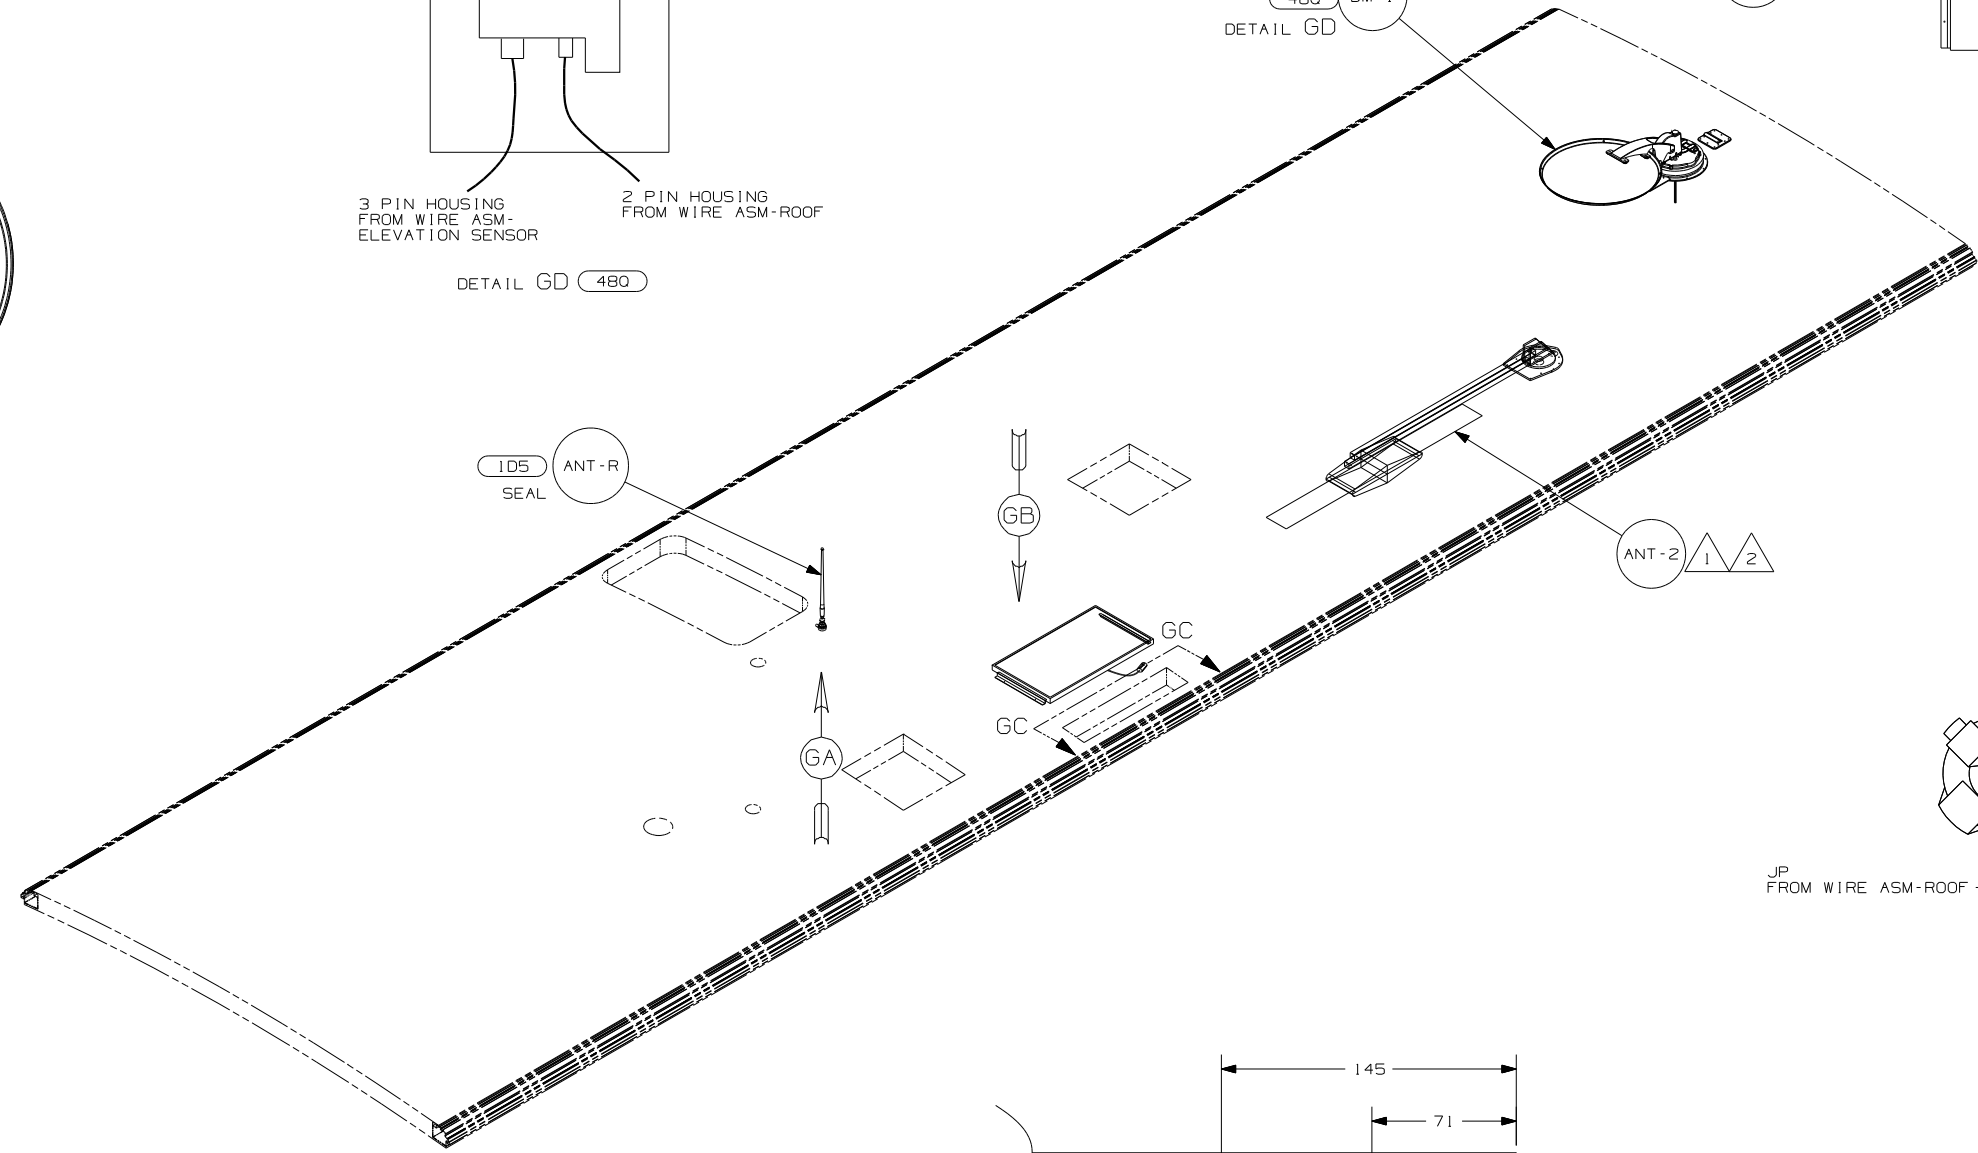 DETAIL GD
3 PIN HOUSING
FROM WIRE ASM-
ELEVATION SENSOR
2 PIN HOUSING
FROM WIRE ASM-ROOF
DETAIL GD 48Q
1D5 ANT-R
SEAL
GB
ANT-2 1 2
GC
GC
GA
JP
FROM WIRE ASM-ROOF
145
71